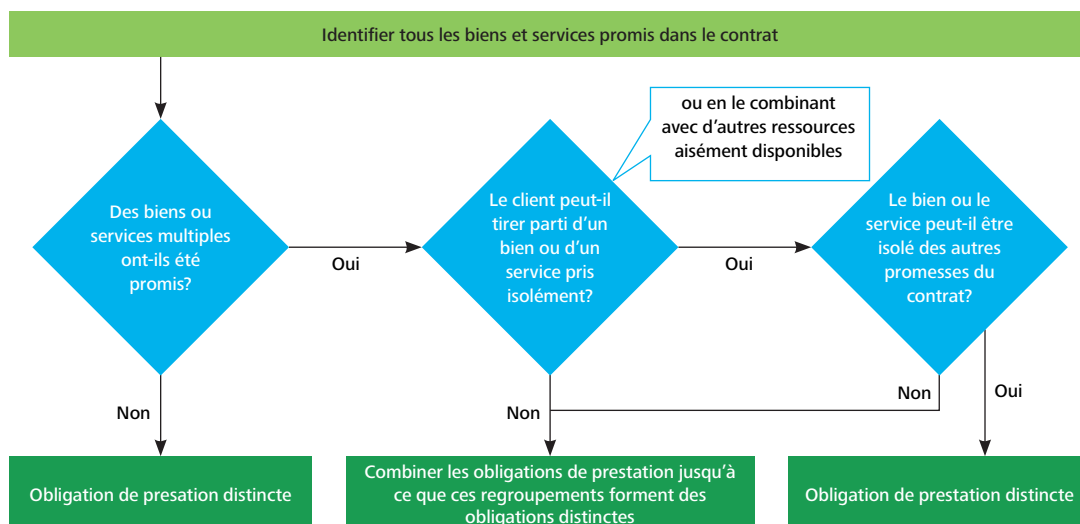 Identifier tous les biens et services promis dans le contrat
ou en le combinant
avec d'autres ressources
aisément disponibles
Des biens ou
services multiples
ont-ils été
promis?
Oui
Le client peut-il
tirer parti d'un
bien ou d'un
service pris
isolément?
Oui
Le bien ou le
service peut-il être
isolé des autres
promesses du
contrat?
Non
Non
Non
Oui
Obligation de presation distincte
Combiner les obligations de prestation jusqu'à
ce que ces regroupements forment des
obligations distinctes
Obligation de prestation distincte